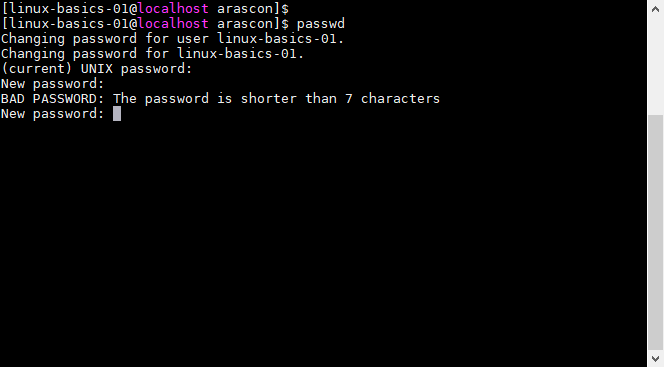 [linux-basics-01@localhost arascon]$
[linux-basics-01@localhost arascon]$ passwd
Changing password for user linux-basics-01.
Changing password for linux-basics-01.
(current) UNIX password:
New password:
BAD PASSWORD: The password is shorter than 7 characters
New password: